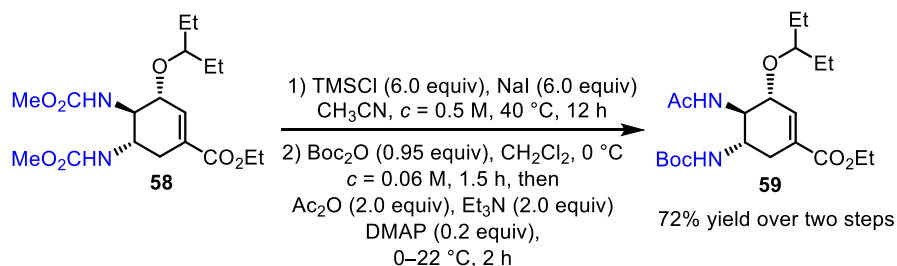 Et
Et
O
MeO₂CHN
MeO₂CHN
CO₂Et
58
1) TMSCl (6.0 equiv), NaI (6.0 equiv)
CH₃CN, c = 0.5 M, 40 °C, 12 h
2) Boc₂O (0.95 equiv), CH₂Cl₂, 0 °C
c = 0.06 M, 1.5 h, then
Ac₂O (2.0 equiv), Et₃N (2.0 equiv)
DMAP (0.2 equiv),
0–22 °C, 2 h
Et
Et
O
AcHN
BocHN
CO₂Et
59
72% yield over two steps